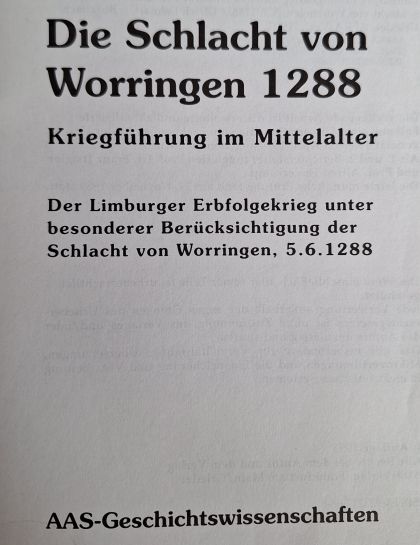 Die Schlacht von
Worringen 1288
Kriegführung im Mittelalter
Der Limburger Erbfolgekrieg unter
besonderer Berücksichtigung der
Schlacht von Worringen, 5.6.1288
AAS-Geschichtswissenschaften